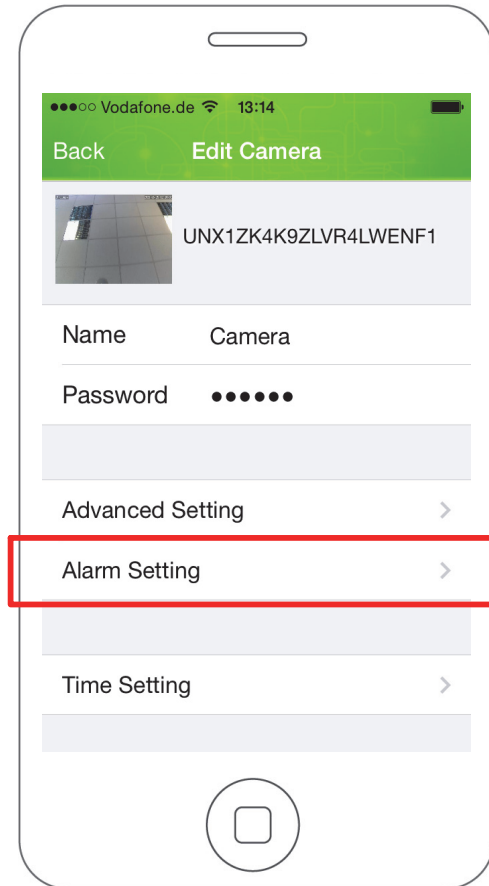 ●●●○○ Vodafone.de 13:14
Back Edit Camera
UNX1ZK4K9ZLVR4LWENF1
Name Camera
Password ●●●●●●
Advanced Setting
Alarm Setting
Time Setting